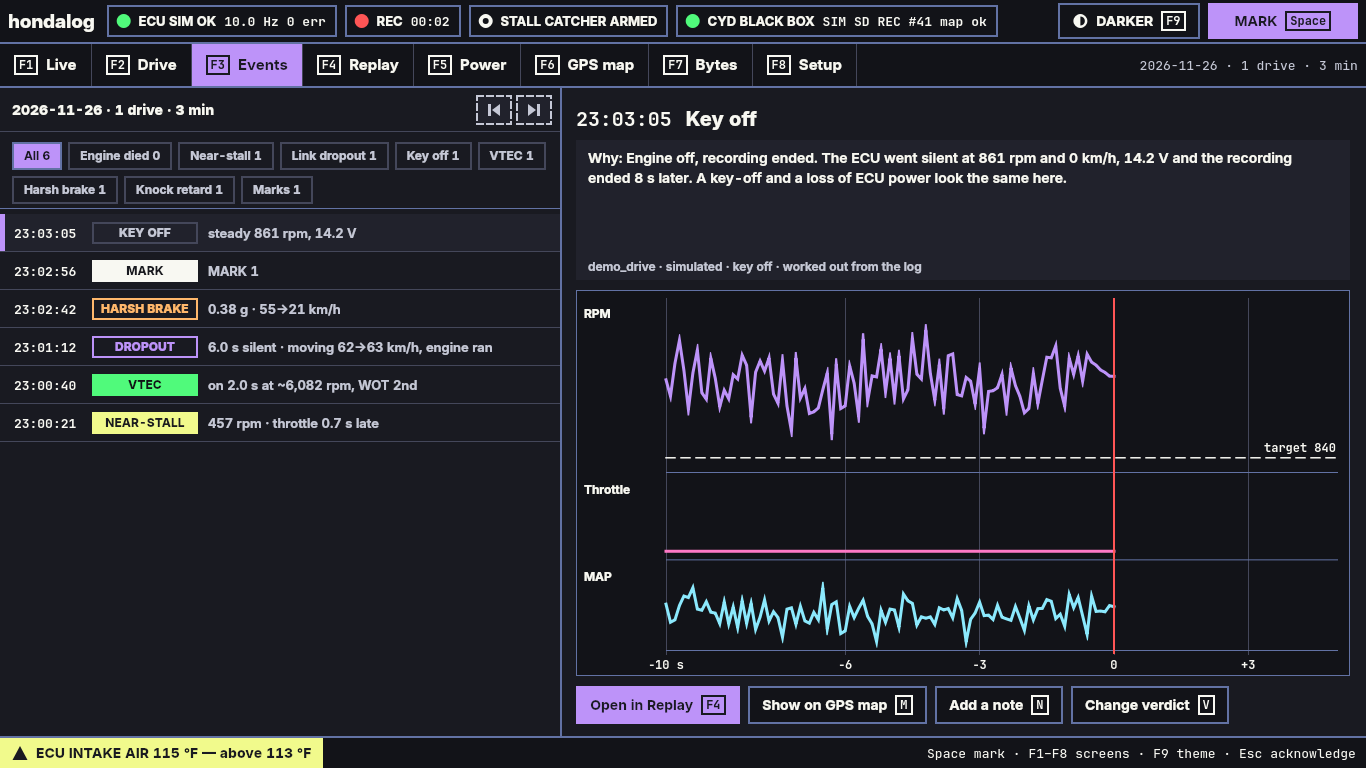 hondalog ECU SIM OK 10.0 Hz 0 err REC 00:02 STALL CATCHER ARMED CYD BLACK BOX SIM SD REC #41 map ok DARKER F9 MARK Space
F1 Live F2 Drive F3 Events F4 Replay F5 Power F6 GPS map F7 Bytes F8 Setup 2026-11-26 · 1 drive · 3 min
2026-11-26 · 1 drive · 3 min
All 6 Engine died 0 Near-stall 1 Link dropout 1 Key off 1 VTEC 1
Harsh brake 1 Knock retard 1 Marks 1
23:03:05 KEY OFF steady 861 rpm, 14.2 V
23:02:56 MARK MARK 1
23:02:42 HARSH BRAKE 0.38 g · 55→21 km/h
23:01:12 DROPOUT 6.0 s silent · moving 62→63 km/h, engine ran
23:00:40 VTEC on 2.0 s at ~6,082 rpm, WOT 2nd
23:00:21 NEAR-STALL 457 rpm · throttle 0.7 s late
23:03:05 Key off
Why: Engine off, recording ended. The ECU went silent at 861 rpm and 0 km/h, 14.2 V and the recording
ended 8 s later. A key-off and a loss of ECU power look the same here.
demo_drive · simulated · key off · worked out from the log
RPM
target 840
Throttle
MAP
-10 s -6 -3 0 +3
Open in Replay F4 Show on GPS map M Add a note N Change verdict V
ECU INTAKE AIR 115 °F — above 113 °F Space mark · F1-F8 screens · F9 theme · Esc acknowledge